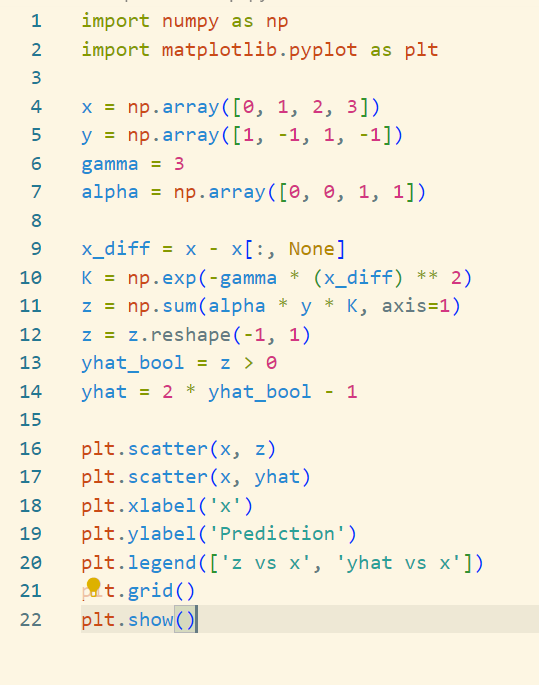 1 import numpy as np
2 import matplotlib.pyplot as plt
3
4 x = np.array([0, 1, 2, 3])
5 y = np.array([1, -1, 1, -1])
6 gamma = 3
7 alpha = np.array([0, 0, 1, 1])
8
9 x_diff = x - x[:, None]
10 K = np.exp(-gamma * (x_diff) ** 2)
11 z = np.sum(alpha * y * K, axis=1)
12 z = z.reshape(-1, 1)
13 yhat_bool = z > 0
14 yhat = 2 * yhat_bool - 1
15
16 plt.scatter(x, z)
17 plt.scatter(x, yhat)
18 plt.xlabel('x')
19 plt.ylabel('Prediction')
20 plt.legend(['z vs x', 'yhat vs x'])
21 plt.grid()
22 plt.show()